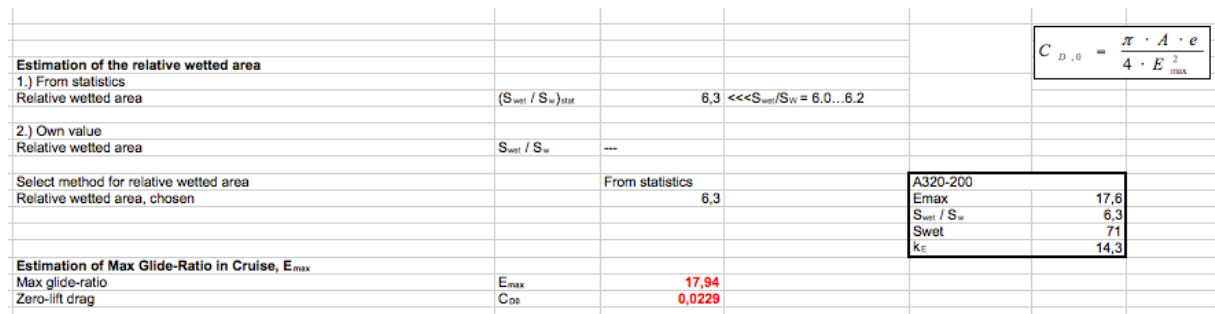 C D,0 = π · A · e / 4 · E 2 max
Estimation of the relative wetted area
1.) From statistics
Relative wetted area (Swet / Sw)stat 6,3 <<<Swet/SW = 6.0...6.2
2.) Own value
Relative wetted area Swet / Sw ---
Select method for relative wetted area From statistics
Relative wetted area, chosen 6,3
A320-200
Emax 17,6
Swet / Sw 6,3
Swet 71
kE 14,3
Estimation of Max Glide-Ratio in Cruise, Emax
Max glide-ratio Emax 17,94
Zero-lift drag CD0 0,0229